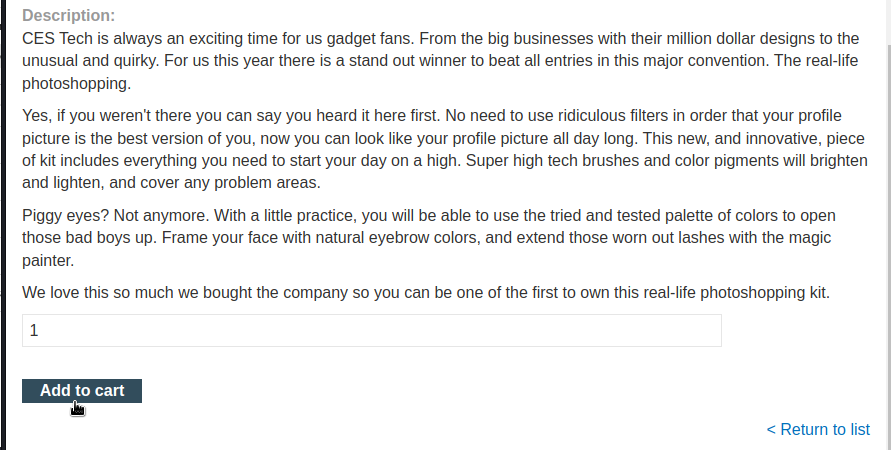 Description:
CES Tech is always an exciting time for us gadget fans. From the big businesses with their million dollar designs to the
unusual and quirky. For us this year there is a stand out winner to beat all entries in this major convention. The real-life
photoshopping.
Yes, if you weren't there you can say you heard it here first. No need to use ridiculous filters in order that your profile
picture is the best version of you, now you can look like your profile picture all day long. This new, and innovative, piece
of kit includes everything you need to start your day on a high. Super high tech brushes and color pigments will brighten
and lighten, and cover any problem areas.
Piggy eyes? Not anymore. With a little practice, you will be able to use the tried and tested palette of colors to open
those bad boys up. Frame your face with natural eyebrow colors, and extend those worn out lashes with the magic
painter.
We love this so much we bought the company so you can be one of the first to own this real-life photoshopping kit.
1
Add to cart
< Return to list